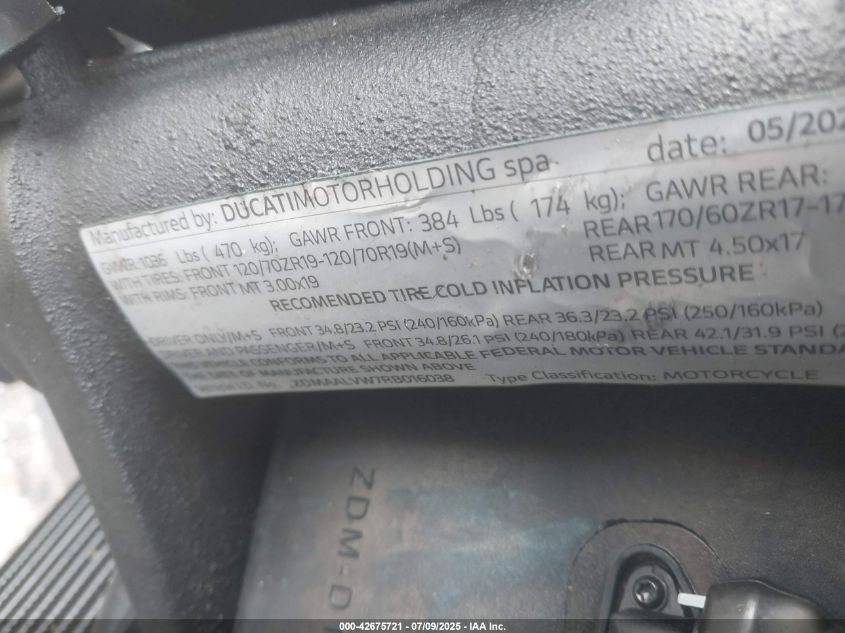 Manufactured by: DUCATIMOTORHOLDING spa date: 05/202
GVWR 1036 Lbs ( 470 kg); GAWR FRONT: 384 Lbs ( 174 kg); GAWR REAR:
WITH TIRES: FRONT 120/70ZR19-120/70R19(M+S) REAR 170/60ZR17-17
WITH RIMS: FRONT MT 3.00x19 REAR MT 4.50x17
RECOMENDED TIRE COLD INFLATION PRESSURE
DRIVER ONLY/M+S FRONT 34.8/23.2 PSI (240/160kPa) REAR 36.3/23.2 PSI (250/160kPa)
DRIVER AND PASSENGER/M+S FRONT 34.8/26.1 PSI (240/180kPa) REAR 42.1/31.9 PSI (2
VEHICLE CONFORMS TO ALL APPLICABLE FEDERAL MOTOR VEHICLE STANDA
OF MANUFACTURE SHOWN ABOVE
ZDMAALVW7RB016038 Type Classification: MOTORCYCLE
ZDM-D
000-42675721 - 07/09/2025 - IAA Inc.